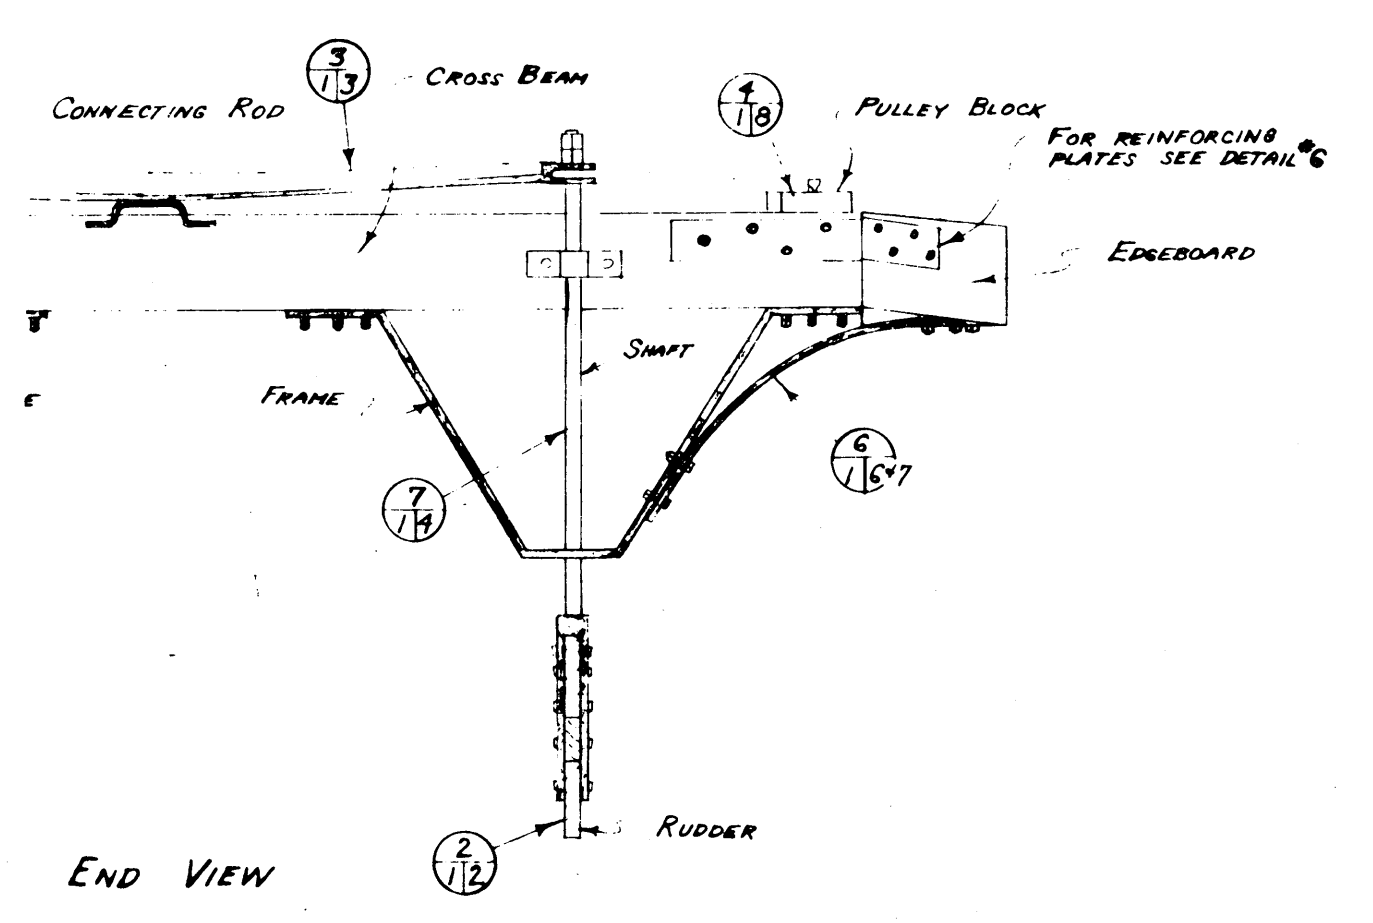 3
1 3
CROSS BEAM
CONNECTING ROD
4
1 8
PULLEY BLOCK
FOR REINFORCING
PLATES SEE DETAIL #6
EDGEBOARD
SHAFT
FRAME
E
6
1 6&7
7
1 4
RUDDER
2
1 2
END VIEW